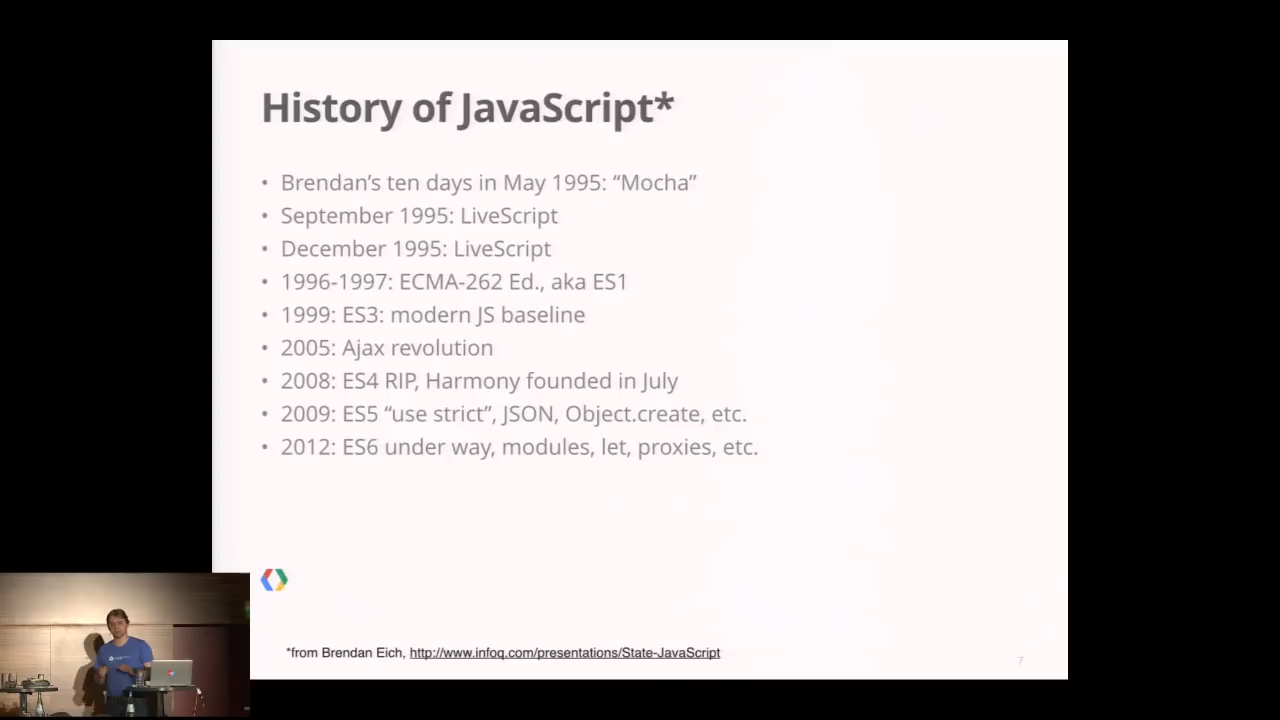 History of JavaScript*
• Brendan’s ten days in May 1995: “Mocha”
• September 1995: LiveScript
• December 1995: LiveScript
• 1996-1997: ECMA-262 Ed., aka ES1
• 1999: ES3: modern JS baseline
• 2005: Ajax revolution
• 2008: ES4 RIP, Harmony founded in July
• 2009: ES5 “use strict”, JSON, Object.create, etc.
• 2012: ES6 under way, modules, let, proxies, etc.
*from Brendan Eich, http://www.infoq.com/presentations/State-JavaScript
7